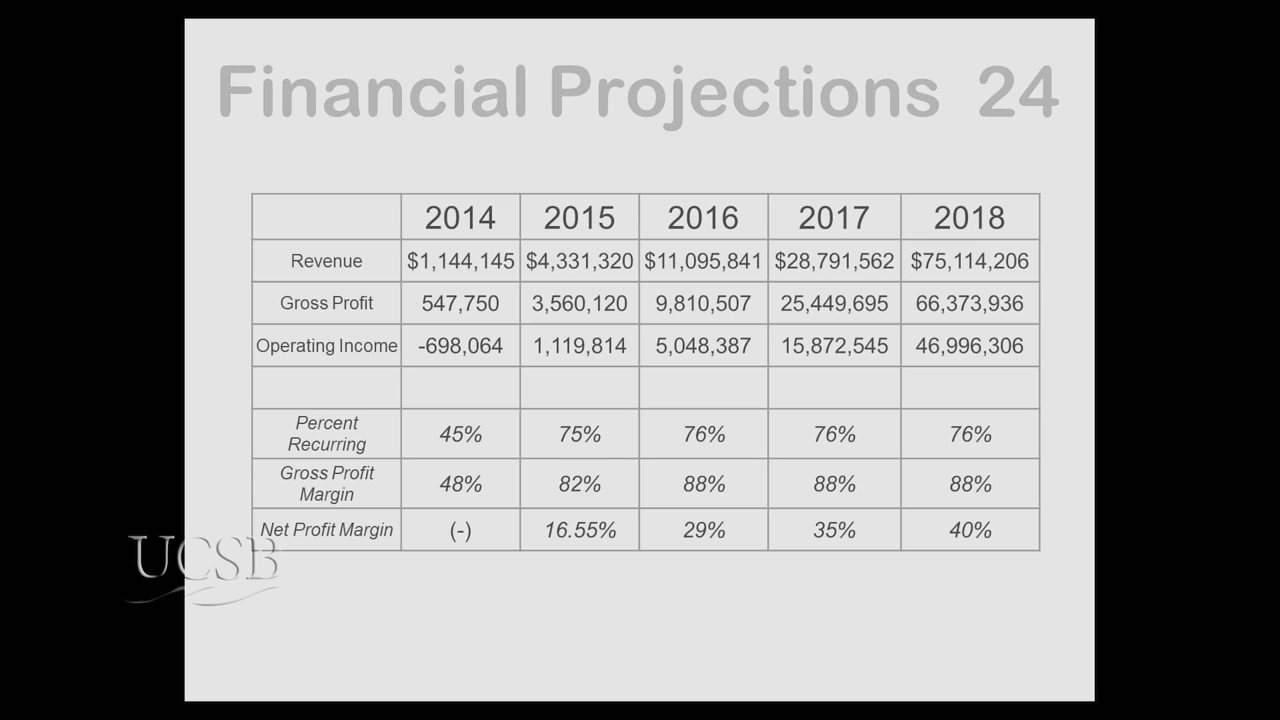 Financial Projections 24
2014 2015 2016 2017 2018
Revenue $1,144,145 $4,331,320 $11,095,841 $28,791,562 $75,114,206
Gross Profit 547,750 3,560,120 9,810,507 25,449,695 66,373,936
Operating Income -698,064 1,119,814 5,048,387 15,872,545 46,996,306
Percent
Recurring 45% 75% 76% 76% 76%
Gross Profit
Margin 48% 82% 88% 88% 88%
Net Profit Margin (-) 16.55% 29% 35% 40%
UCSB